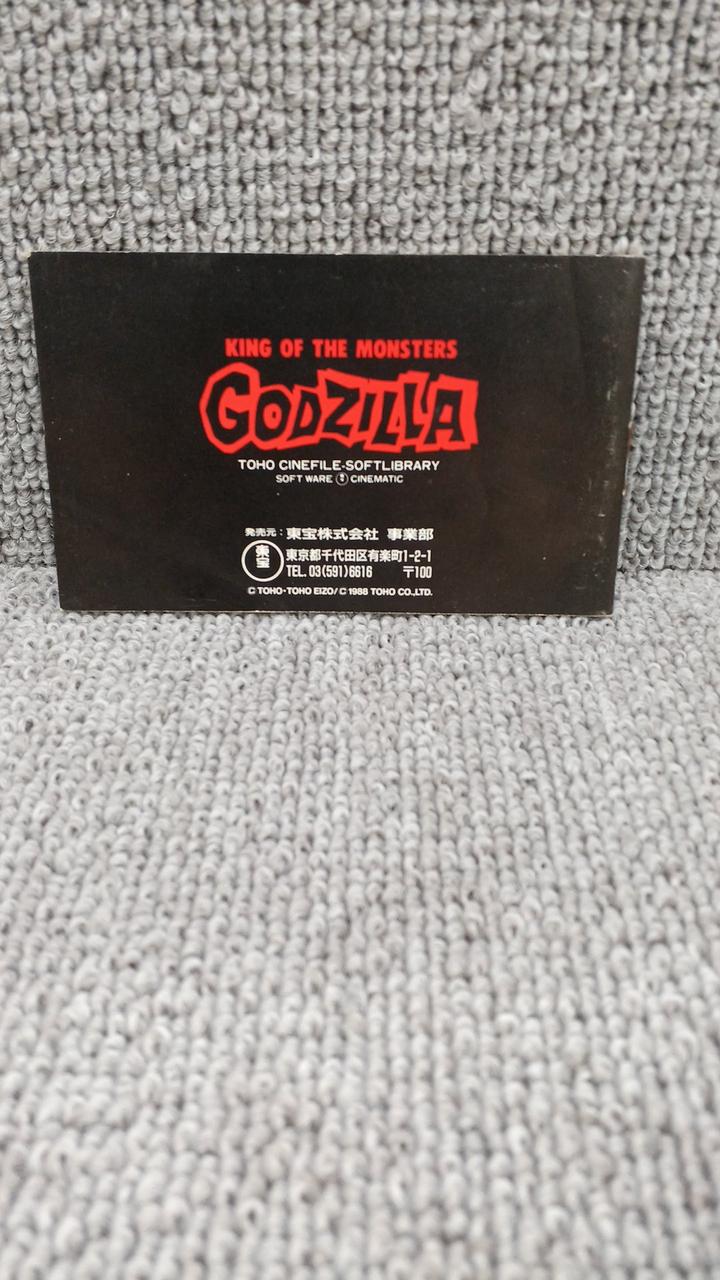 KING OF THE MONSTERS
GODZILLA
TOHO CINEFILE-SOFTLIBRARY
SOFT WARE CINEMATIC
発売元：東宝株式会社 事業部
東宝
東京都千代田区有楽町1-2-1
TEL. 03(591)6616 〒100
© TOHO・TOHO EIZO/© 1988 TOHO CO.,LTD.